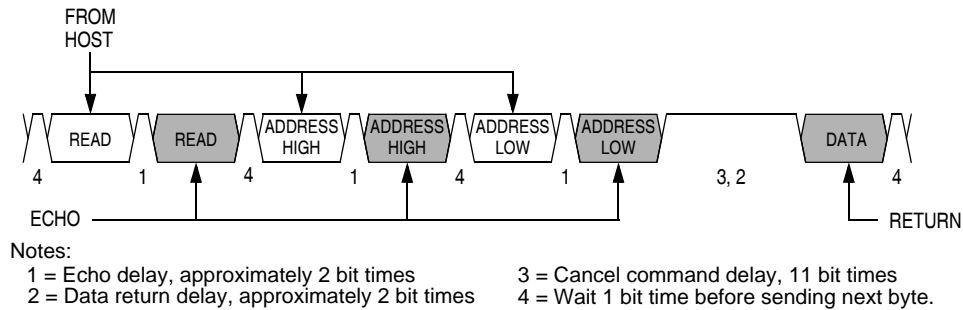 FROM
HOST
READ
READ
ADDRESS
HIGH
ADDRESS
HIGH
ADDRESS
LOW
ADDRESS
LOW
DATA
4 1 4 1 4 1 3, 2 4
ECHO
RETURN
Notes:
1 = Echo delay, approximately 2 bit times
2 = Data return delay, approximately 2 bit times
3 = Cancel command delay, 11 bit times
4 = Wait 1 bit time before sending next byte.